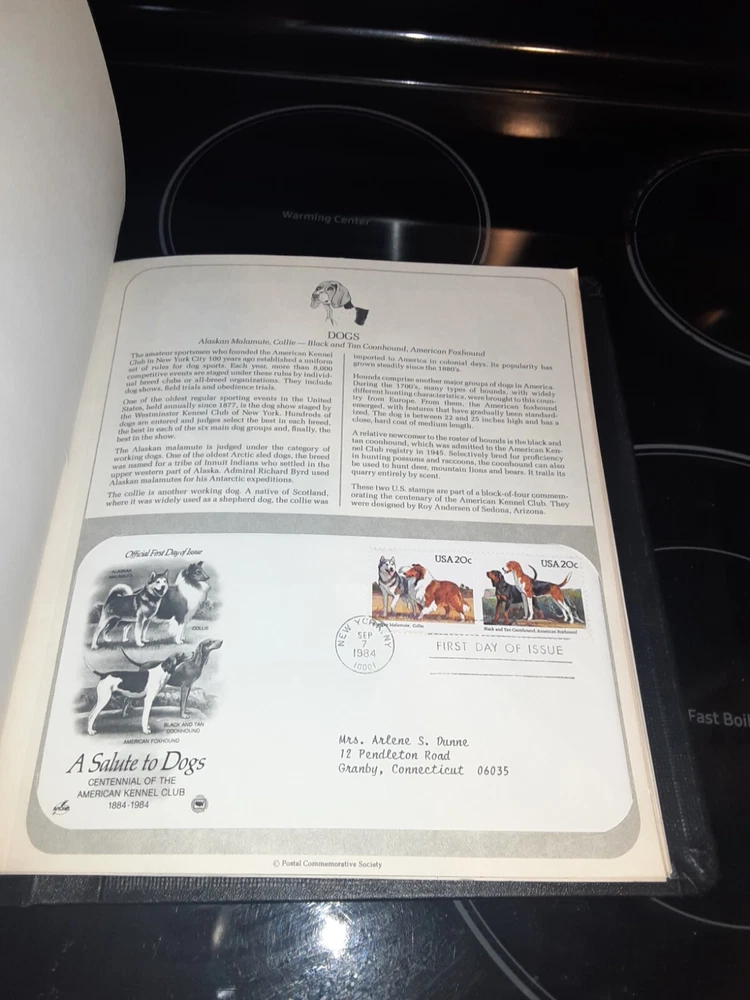 Warming Center
DOGS
Alaskan Malamute, Collie — Black and Tan Coonhound, American Foxhound
The amateur sportsmen who founded the American Kennel
Club in New York City 100 years ago established a uniform
set of rules for dog sports. Each year, more than 8,000
competitive events are staged under these rules by individ-
ual breed clubs or all-breed organizations. They include
dog shows, field trials and obedience trials.
One of the oldest regular sporting events in the United
States, held annually since 1877, is the dog show staged by
the Westminster Kennel Club of New York. Hundreds of
dogs are entered and judges select the best in each breed,
the best in each of the six main dog groups and, finally, the
best in the show.
The Alaskan malamute is judged under the category of
working dogs. One of the oldest Arctic sled dogs, the breed
was named for a tribe of Innuit Indians who settled in the
upper western part of Alaska. Admiral Richard Byrd used
Alaskan malamutes for his Antarctic expeditions.
The collie is another working dog. A native of Scotland,
where it was widely used as a shepherd dog, the collie was
imported to America in colonial days. Its popularity has
grown steadily since the 1880's.
Hounds comprise another major groups of dogs in America.
During the 1700's, many types of hounds, with widely
different hunting characteristics, were brought to this coun-
try from Europe. From them, the American foxhound
emerged, with features that have gradually been standard-
ized. The dog is between 22 and 25 inches high and has a
close, hard coat of medium length.
A relative newcomer to the roster of hounds is the black and
tan coonhound, which was admitted to the American Ken-
nel Club registry in 1945. Selectively bred for proficiency
in hunting possums and raccoons, the coonhound can also
be used to hunt deer, mountain lions and bears. It trails its
quarry entirely by scent.
These two U.S. stamps are part of a block-of-four commem-
orating the centenary of the American Kennel Club. They
were designed by Roy Andersen of Sedona, Arizona.
Official First Day of Issue
ALASKAN
MALAMUTE
COLLIE
BLACK AND TAN
COONHOUND
AMERICAN FOXHOUND
A Salute to Dogs
CENTENNIAL OF THE
AMERICAN KENNEL CLUB
1884-1984
USA 20c
Malamute, Collie
USA 20c
Black and Tan Coonhound, American Foxhound
NEW YORK, NY
SEP
7
1984
10001
FIRST DAY OF ISSUE
Mrs. Arlene S. Dunne
12 Pendleton Road
Granby, Connecticut 06035
© Postal Commemorative Society
Fast Boil